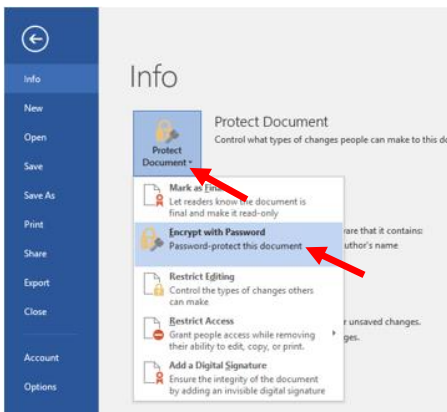 Info
Info
New
Open
Save
Save As
Print
Share
Export
Close
Account
Options
Protect Document
Control what types of changes people can make to this do
Protect
Document
Mark as
Let readers know the document is
final and make it read-only
Encrypt with Password
Password-protect this document
Restrict Editing
Control the types of changes others
can make
Restrict Access
Grant people access while removing
their ability to edit, copy, or print.
Add a Digital Signature
Ensure the integrity of the document
by adding an invisible digital signature
are that it contains:
uthor's name
r unsaved changes.
ges.